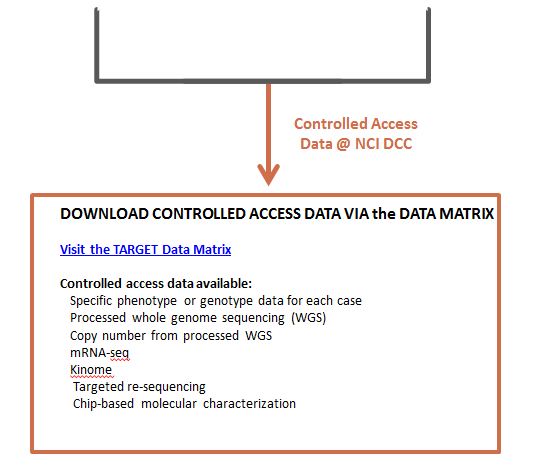 Controlled Access
Data @ NCI DCC
DOWNLOAD CONTROLLED ACCESS DATA VIA the DATA MATRIX
Visit the TARGET Data Matrix
Controlled access data available:
Specific phenotype or genotype data for each case
Processed whole genome sequencing (WGS)
Copy number from processed WGS
mRNA-seq
Kinome
Targeted re-sequencing
Chip-based molecular characterization